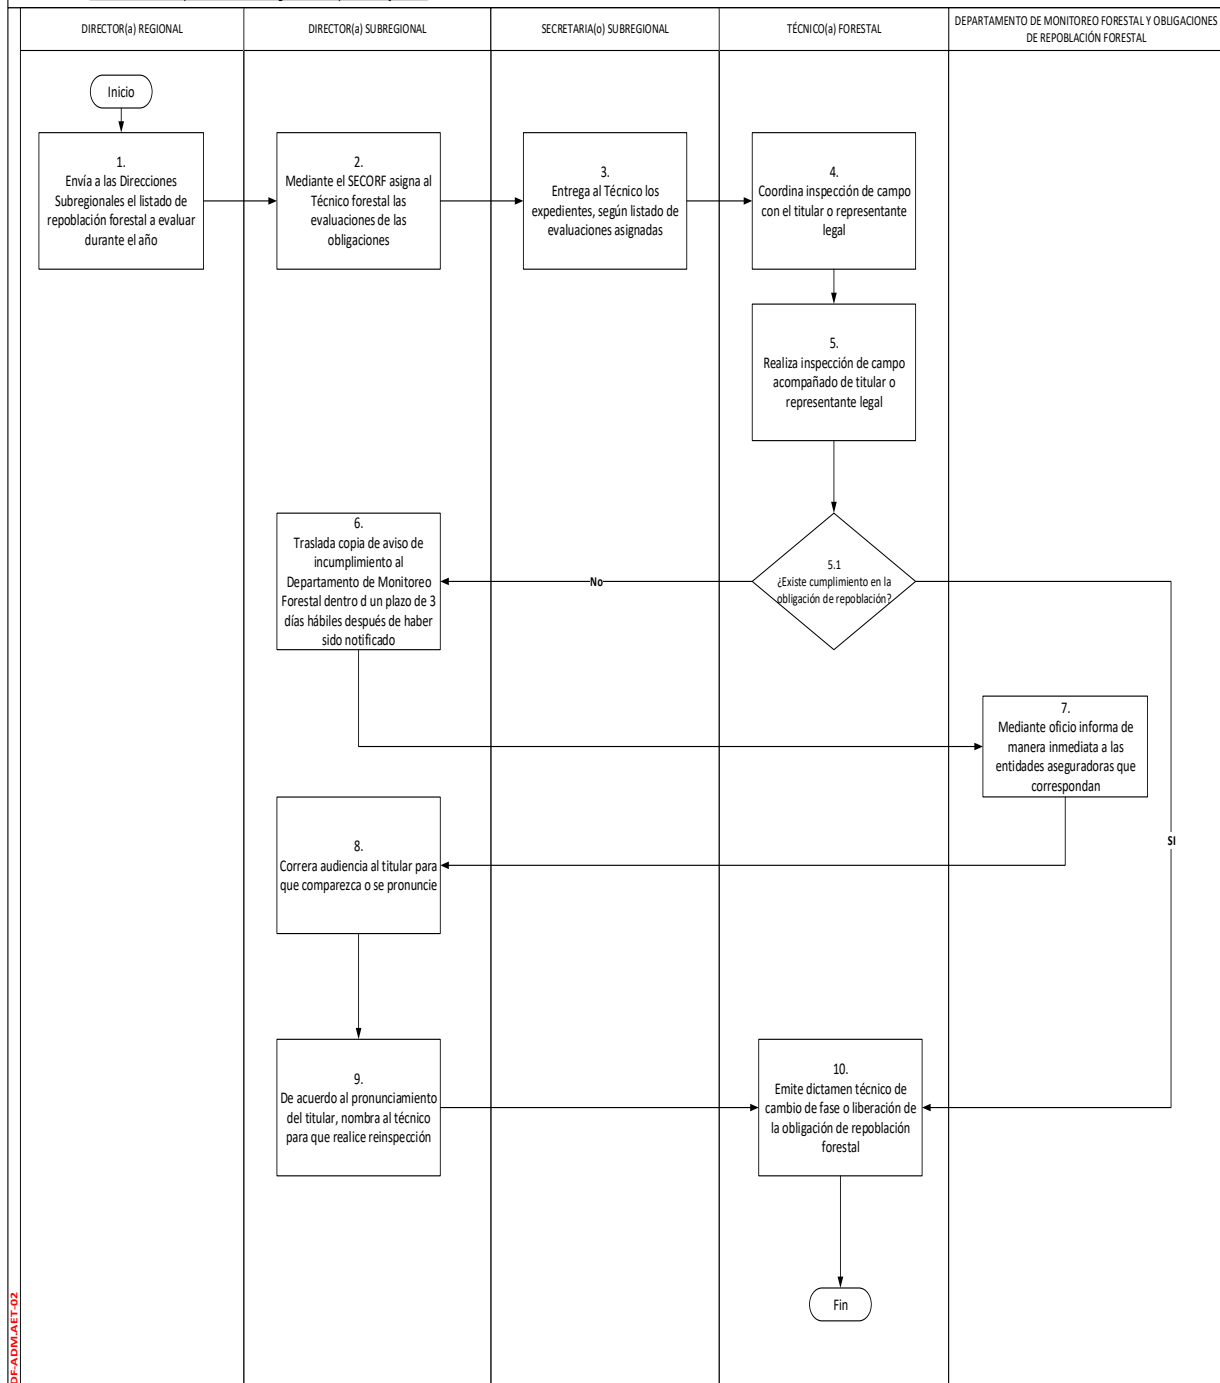 DIRECTOR(a) REGIONAL
DIRECTOR(a) SUBREGIONAL
SECRETARIA(o) SUBREGIONAL
TÉCNICO(a) FORESTAL
DEPARTAMENTO DE MONITOREO FORESTAL Y OBLIGACIONES
DE REPOBLACIÓN FORESTAL
Inicio
1.
Envía a las Direcciones
Subregionales el listado de
repoblación forestal a evaluar
durante el año
2.
Mediante el SECORF asigna al
Técnico forestal las
evaluaciones de las
obligaciones
3.
Entrega al Técnico los
expedientes, según listado de
evaluaciones asignadas
4.
Coordina inspección de campo
con el titular o representante
legal
5.
Realiza inspección de campo
acompañado de titular o
representante legal
5.1
¿Existe cumplimiento en la
obligación de repoblación?
No
SI
6.
Traslada copia de aviso de
incumplimiento al
Departamento de Monitoreo
Forestal dentro d un plazo de 3
días hábiles después de haber
sido notificado
7.
Mediante oficio informa de
manera inmediata a las
entidades aseguradoras que
correspondan
8.
Correra audiencia al titular para
que comparezca o se pronuncie
9.
De acuerdo al pronunciamiento
del titular, nombra al técnico
para que realice reinspección
10.
Emite dictamen técnico de
cambio de fase o liberación de
la obligación de repoblación
forestal
Fin
DF-ADM.AET-02